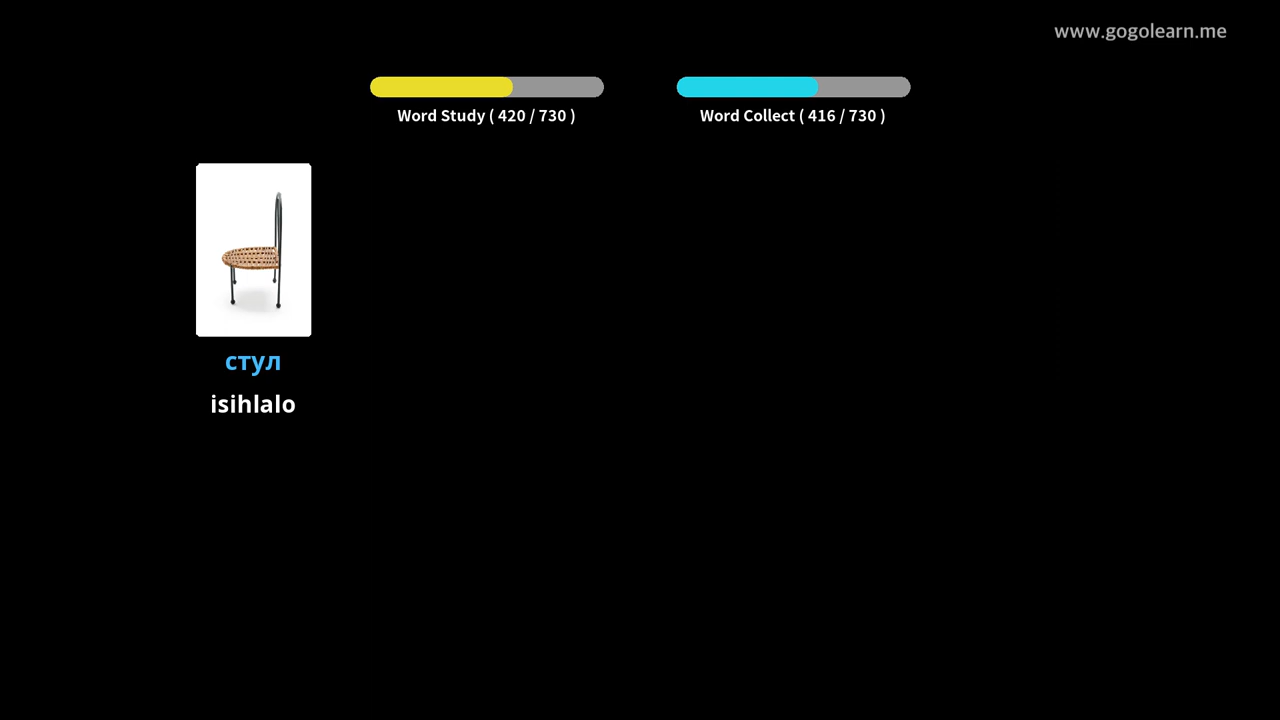 www.gogolearn.me
Word Study ( 420 / 730 )
Word Collect ( 416 / 730 )
стул
isihlalo